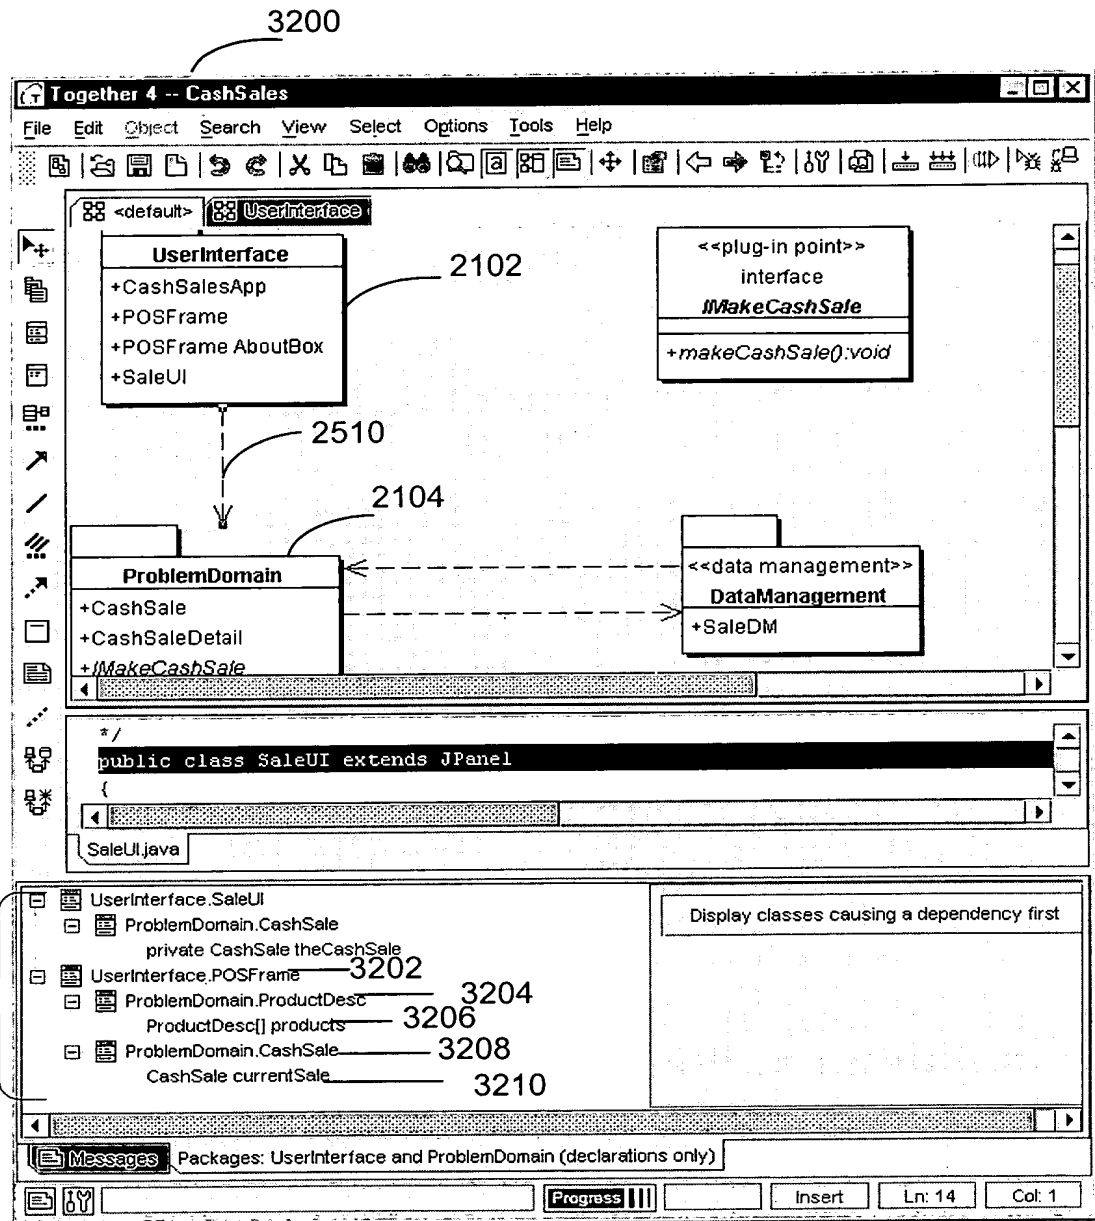 3200
Together 4 -- CashSales
File Edit Object Search View Select Options Tools Help
<default> UserInterface
UserInterface
+CashSalesApp
+POSFrame
+POSFrame AboutBox
+SaleUI
2102
<<plug-in point>>
interface
IMakeCashSale
+makeCashSale():void
2510
2104
ProblemDomain
+CashSale
+CashSaleDetail
+IMakeCashSale
<<data management>>
DataManagement
+SaleDM
*/
public class SaleUI extends JPanel
{
SaleUI.java
UserInterface.SaleUI
ProblemDomain.CashSale
private CashSale theCashSale
UserInterface.POSFrame 3202
ProblemDomain.ProductDesc 3204
ProductDesc[] products 3206
ProblemDomain.CashSale 3208
CashSale currentSale 3210
Display classes causing a dependency first
Messages Packages: UserInterface and ProblemDomain (declarations only)
Progress Insert Ln: 14 Col: 1